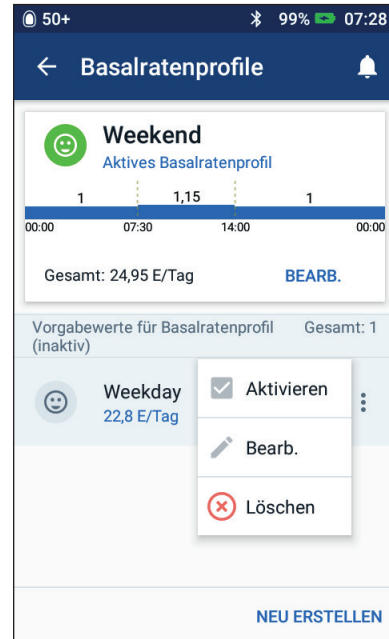 50+ 99% 07:28
Basalratenprofile
Weekend
Aktives Basalratenprofil
1 1,15 1
00:00 07:30 14:00 00:00
Gesamt: 24,95 E/Tag BEARB.
Vorgabewerte für Basalratenprofil Gesamt: 1
(inaktiv)
Weekday Aktivieren
22,8 E/Tag
Bearb.
Löschen
NEU ERSTELLEN